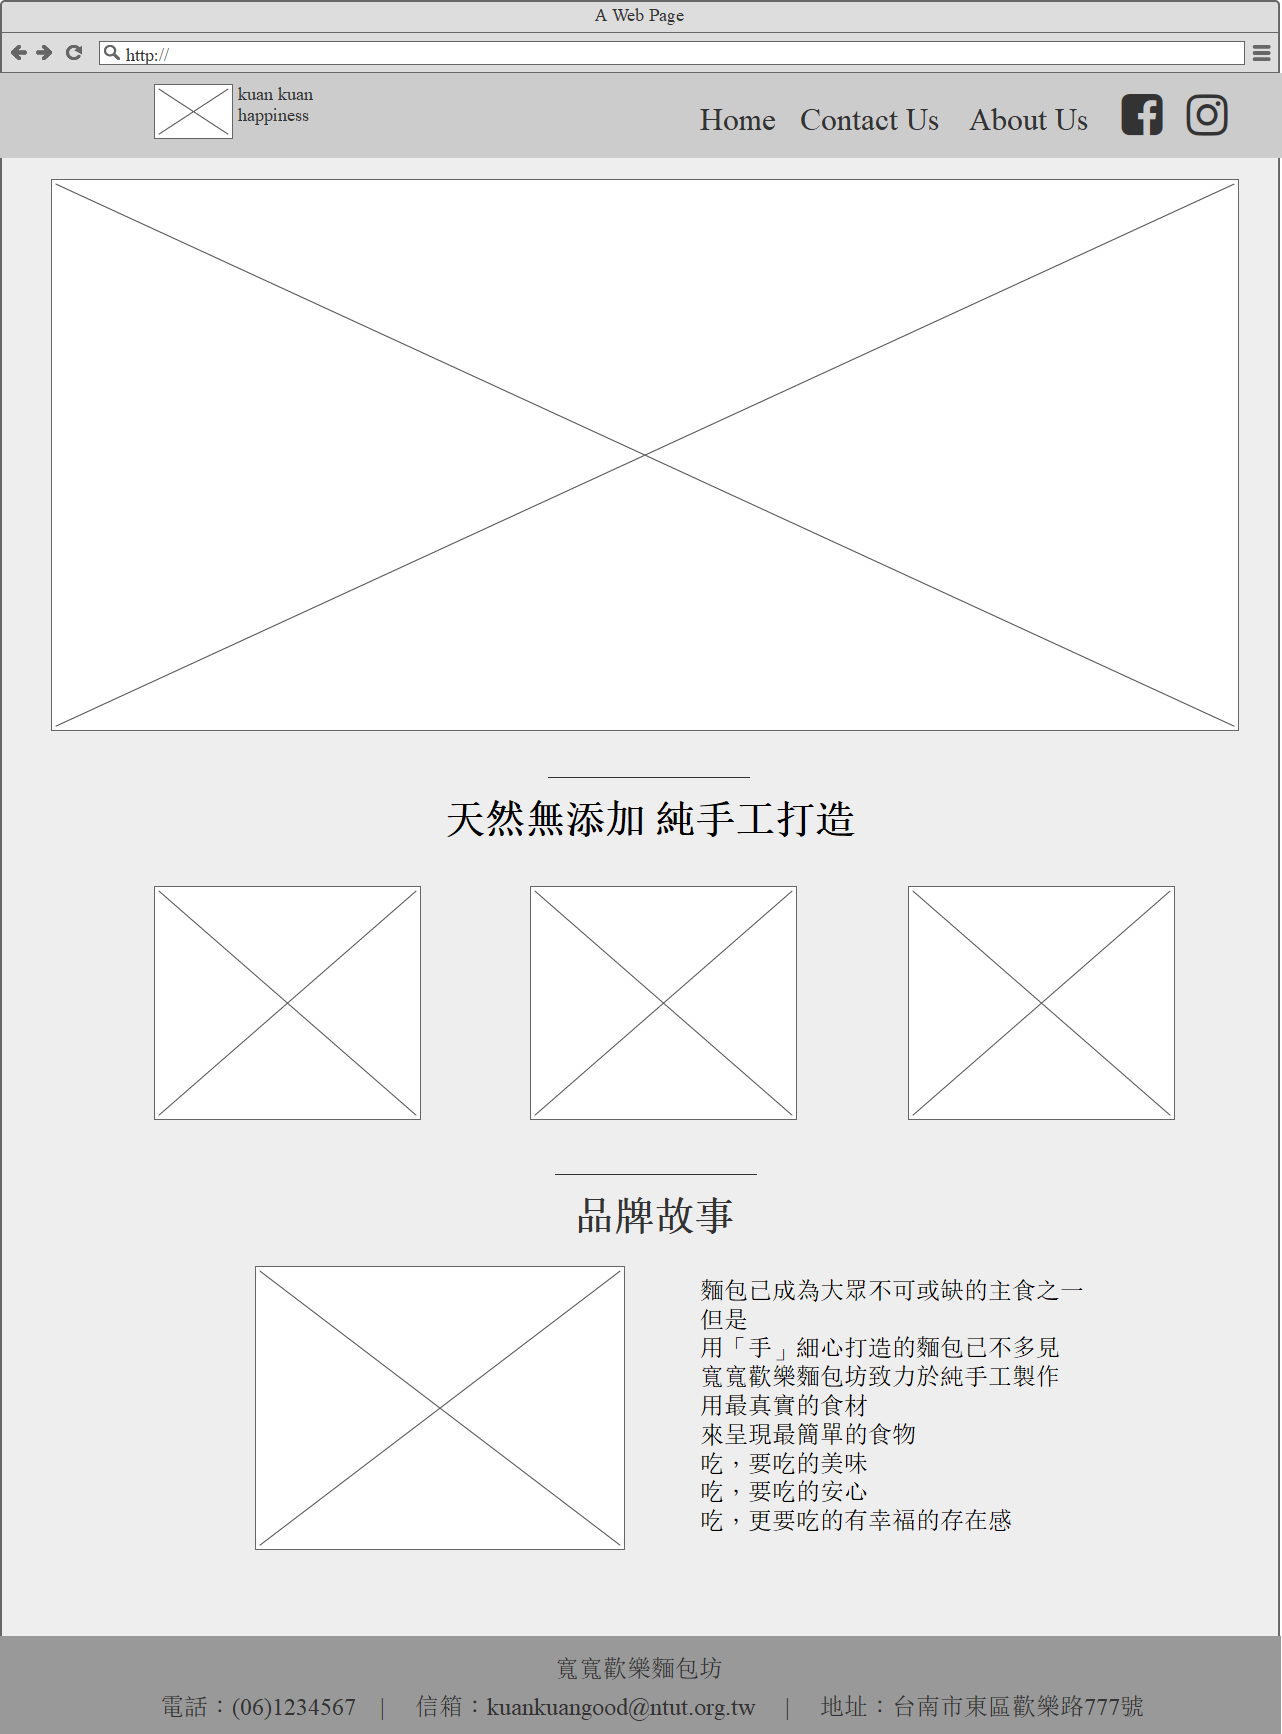 A Web Page
http://
kuan kuan
happiness
Home Contact Us About Us
天然無添加 純手工打造
品牌故事
麵包已成為大眾不可或缺的主食之一
但是
用「手」細心打造的麵包已不多見
寬寬歡樂麵包坊致力於純手工製作
用最真實的食材
來呈現最簡單的食物
吃，要吃的美味
吃，要吃的安心
吃，更要吃的有幸福的存在感
寬寬歡樂麵包坊
電話：(06)1234567 | 信箱：kuankuangood@ntut.org.tw | 地址：台南市東區歡樂路777號